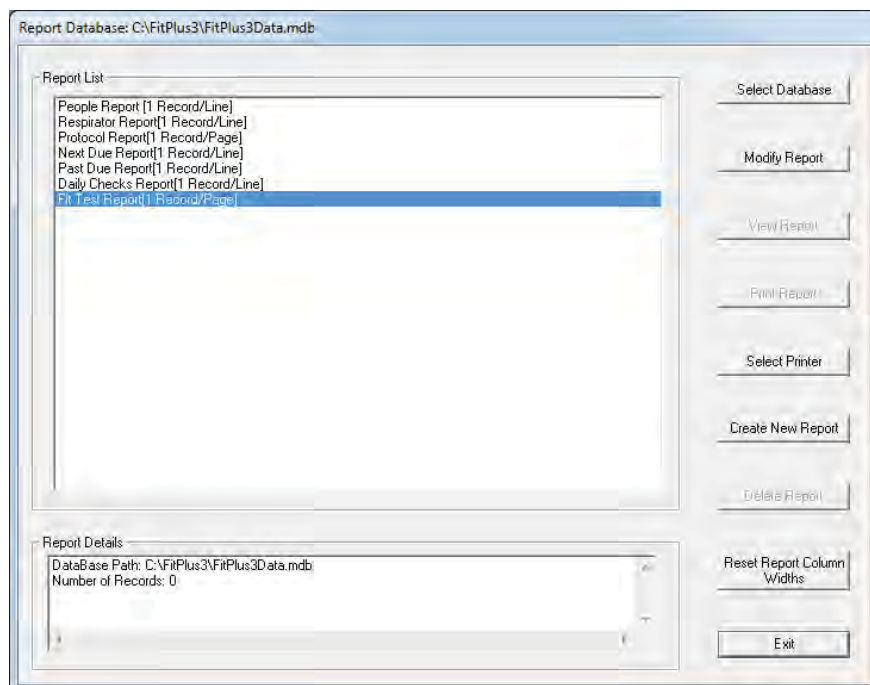 Report Database: C:\FitPlus3\FitPlus3Data.mdb
Report List
People Report [1 Record/Line]
Respirator Report[1 Record/Line]
Protocol Report[1 Record/Page]
Next Due Report[1 Record/Line]
Past Due Report[1 Record/Line]
Daily Checks Report[1 Record/Line]
Fit Test Report[1 Record/Page]
Select Database
Modify Report
View Report
Print Report
Select Printer
Create New Report
Delete Report
Reset Report Column
Widths
Exit
Report Details
DataBase Path: C:\FitPlus3\FitPlus3Data.mdb
Number of Records: 0